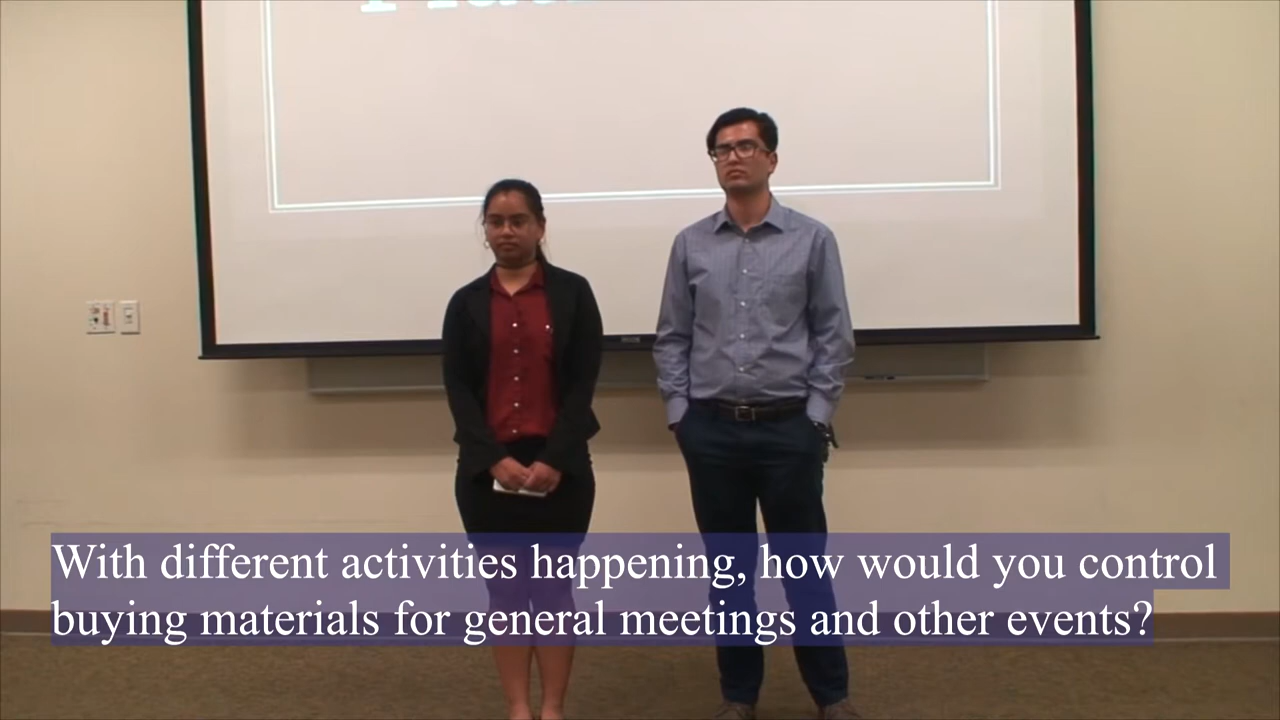 With different activities happening, how would you control
buying materials for general meetings and other events?